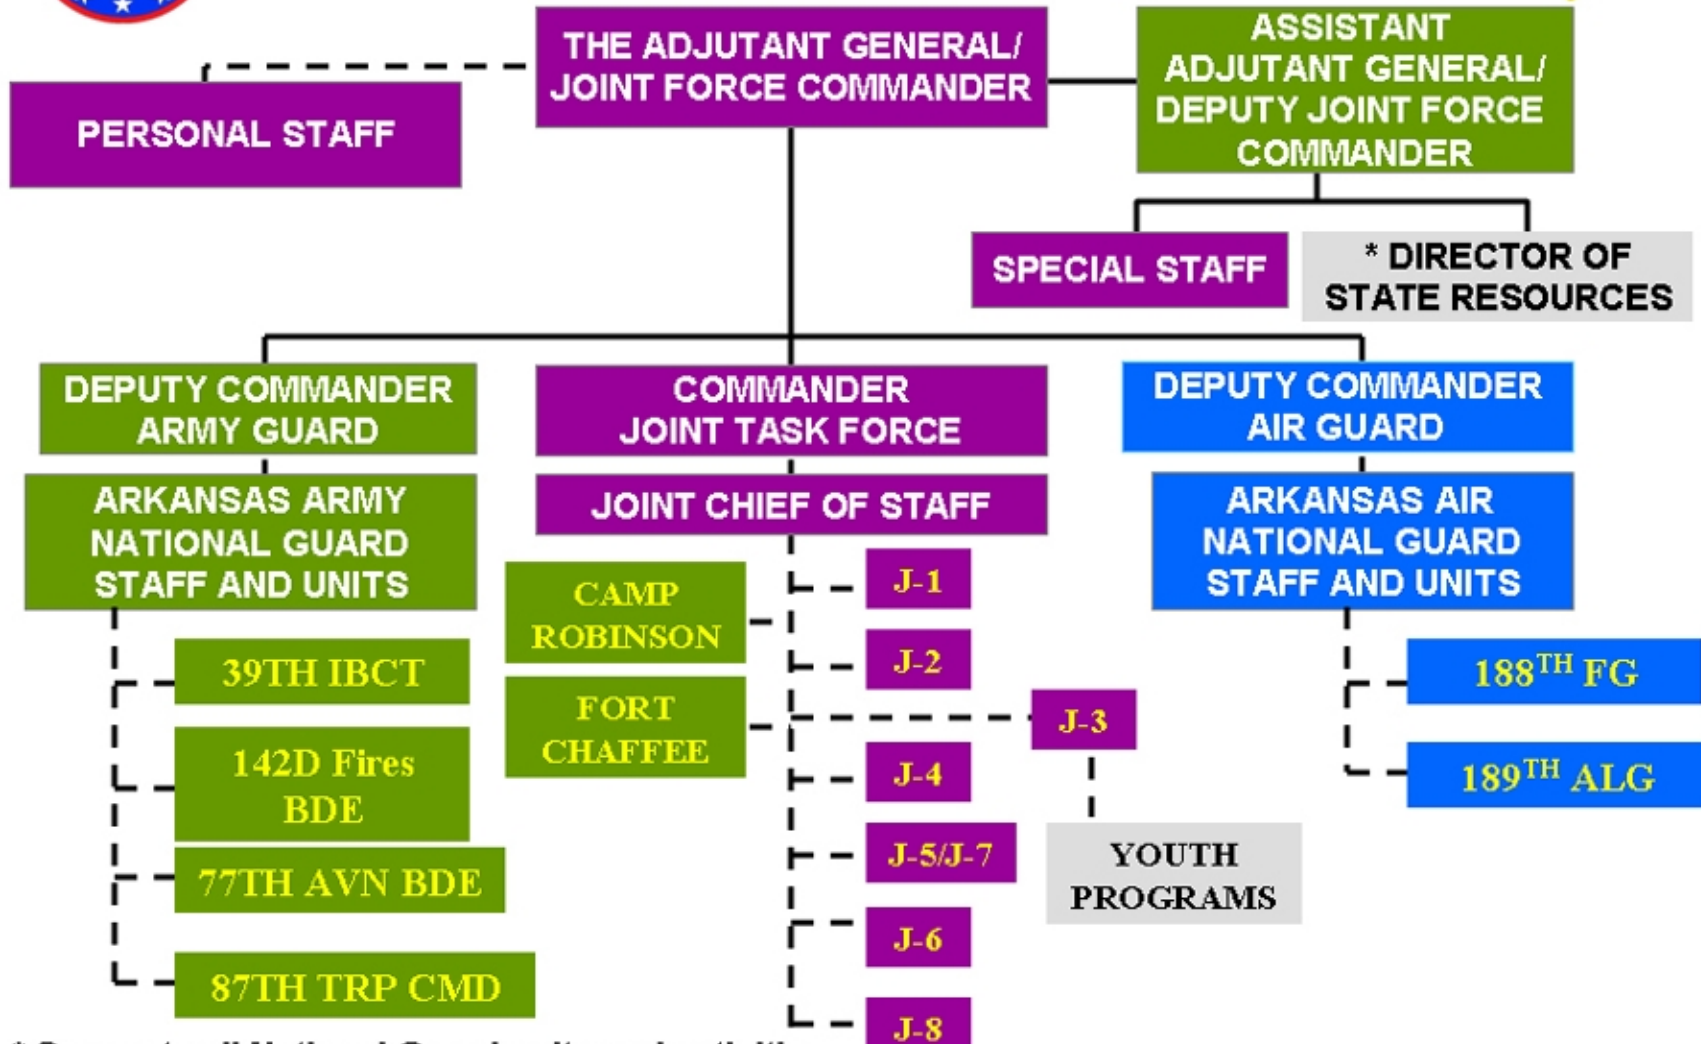 THE ADJUTANT GENERAL/
JOINT FORCE COMMANDER
ASSISTANT
ADJUTANT GENERAL/
DEPUTY JOINT FORCE
COMMANDER
PERSONAL STAFF
SPECIAL STAFF
* DIRECTOR OF
STATE RESOURCES
DEPUTY COMMANDER
ARMY GUARD
COMMANDER
JOINT TASK FORCE
DEPUTY COMMANDER
AIR GUARD
ARKANSAS ARMY
NATIONAL GUARD
STAFF AND UNITS
JOINT CHIEF OF STAFF
ARKANSAS AIR
NATIONAL GUARD
STAFF AND UNITS
39TH IBCT
142D Fires
BDE
77TH AVN BDE
87TH TRP CMD
CAMP
ROBINSON
FORT
CHAFFEE
J-1
J-2
J-3
J-4
J-5/J-7
J-6
J-8
YOUTH
PROGRAMS
188TH FG
189TH ALG